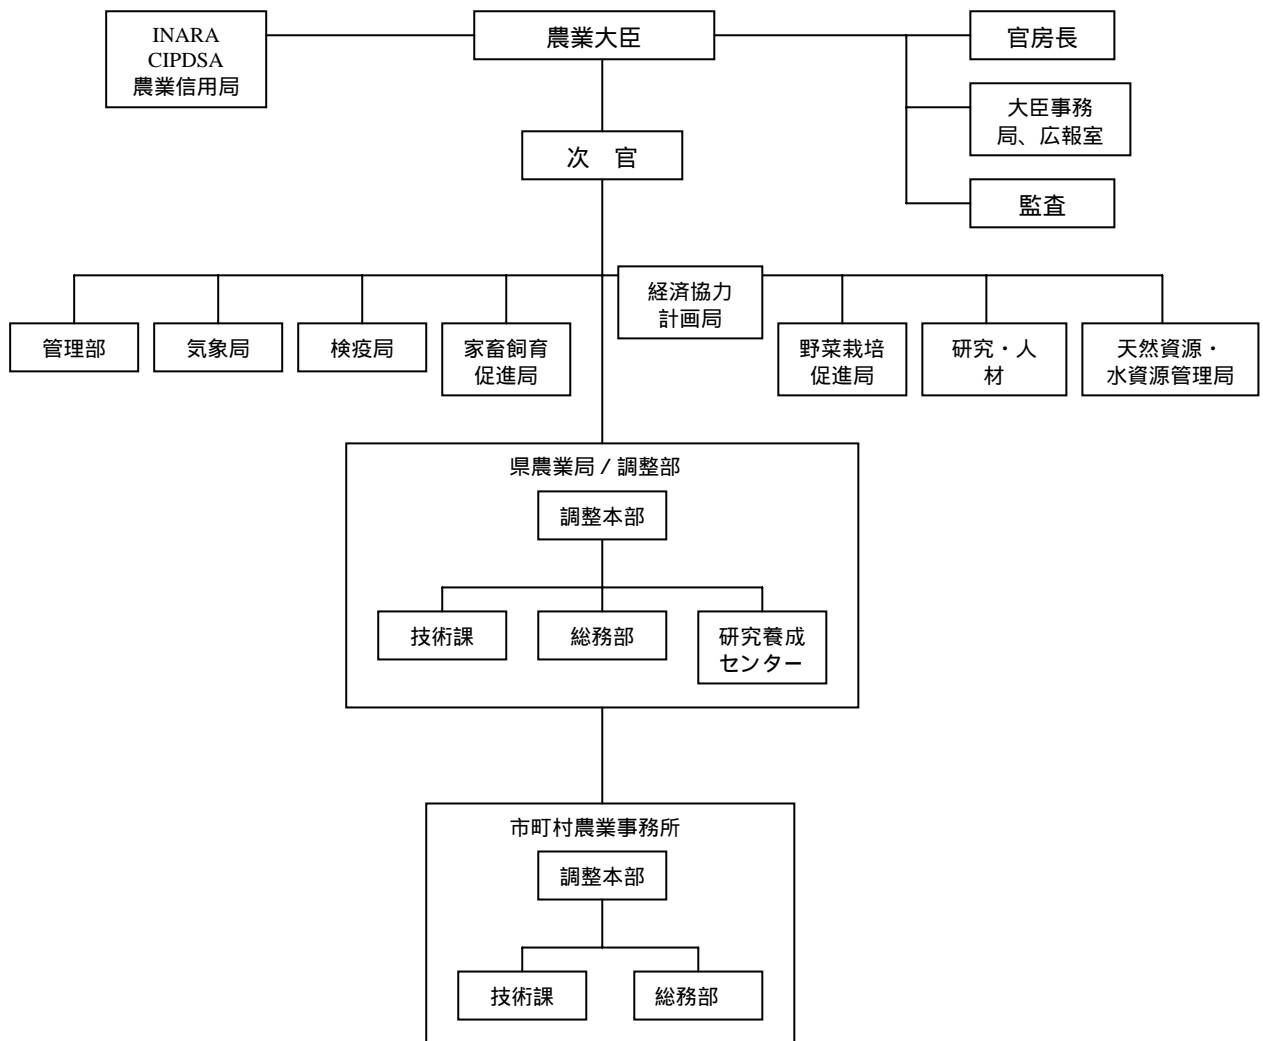 INARA
CIPDSA
農業信用局
農業大臣
官房長
大臣事務
局、広報室
監査
次　官
経済協力
計画局
管理部
気象局
検疫局
家畜飼育
促進局
野菜栽培
促進局
研究・人
材
天然資源・
水資源管理局
県農業局 / 調整部
調整本部
技術課
総務部
研究養成
センター
市町村農業事務所
調整本部
技術課
総務部